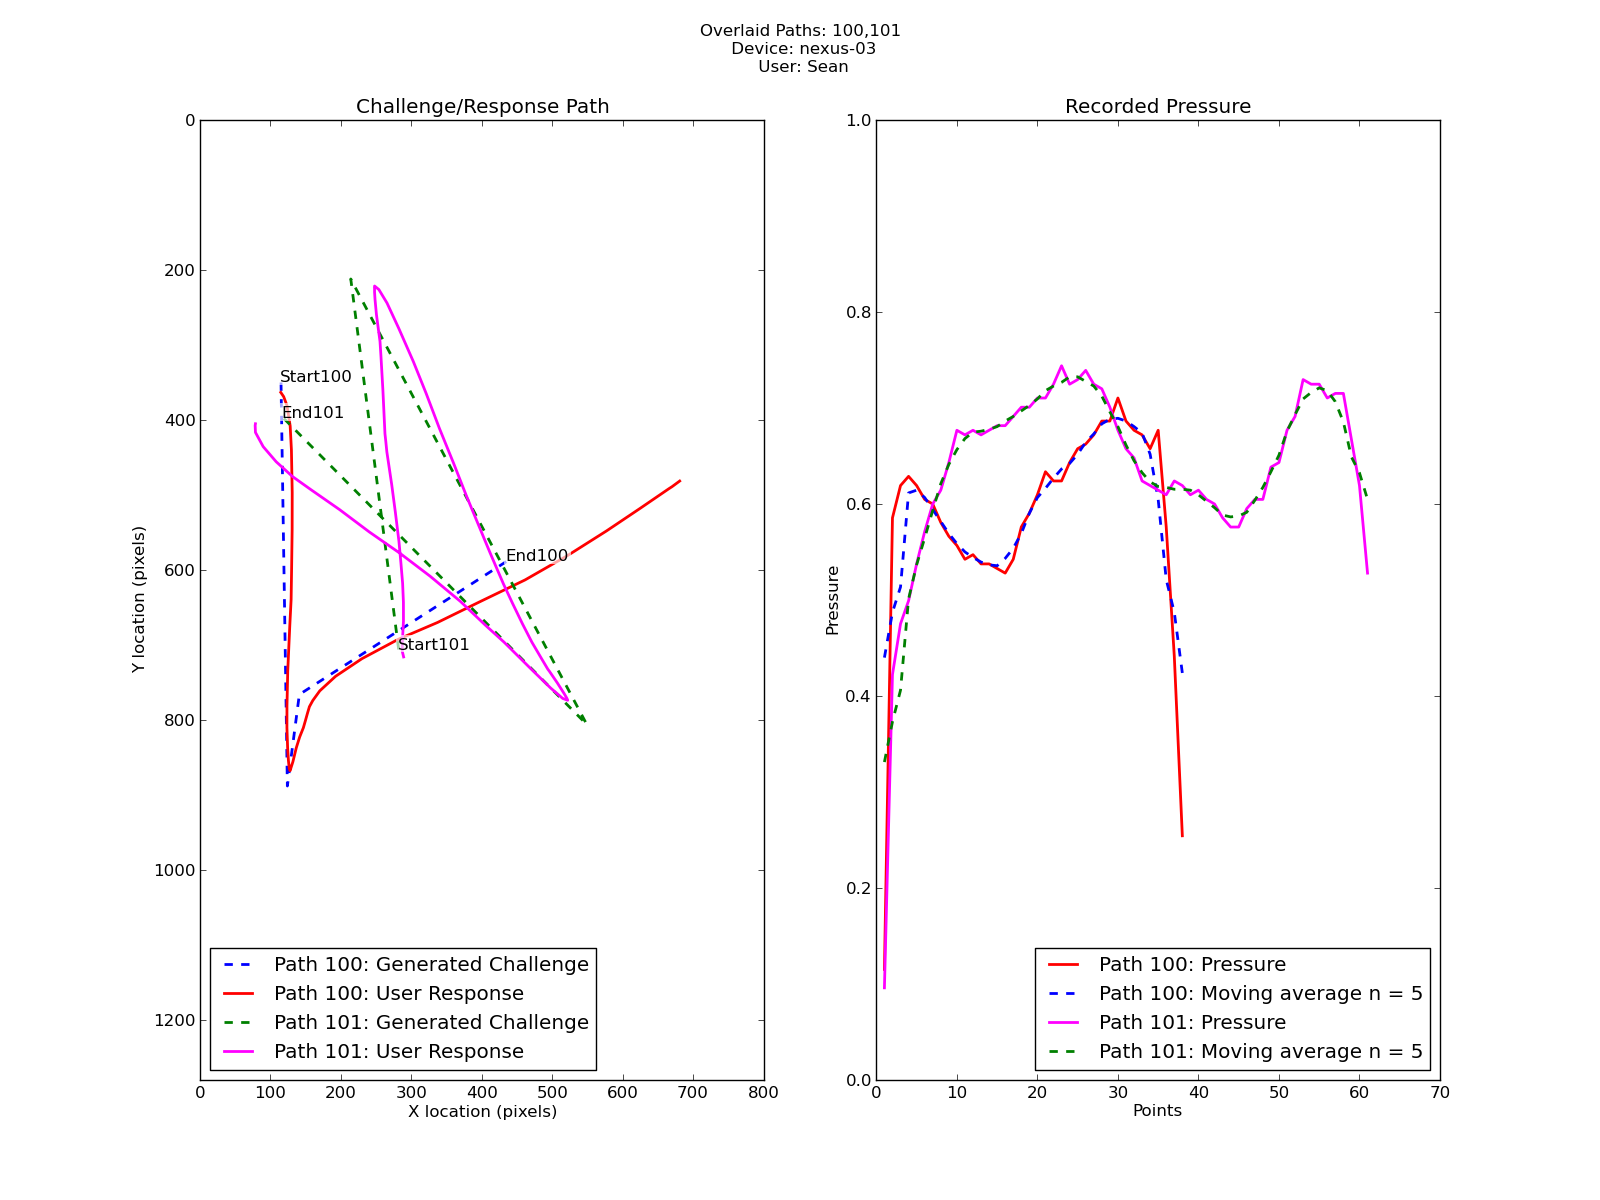 Overlaid Paths: 100,101
Device: nexus-03
User: Sean
Challenge/Response Path
0
200
400
600
800
1000
1200
Y location (pixels)
Start100
End101
End100
Start101
Path 100: Generated Challenge
Path 100: User Response
Path 101: Generated Challenge
Path 101: User Response
0 100 200 300 400 500 600 700 800
X location (pixels)
Recorded Pressure
1.0
0.8
0.6
0.4
0.2
0.0
Pressure
Path 100: Pressure
Path 100: Moving average n = 5
Path 101: Pressure
Path 101: Moving average n = 5
0 10 20 30 40 50 60 70
Points